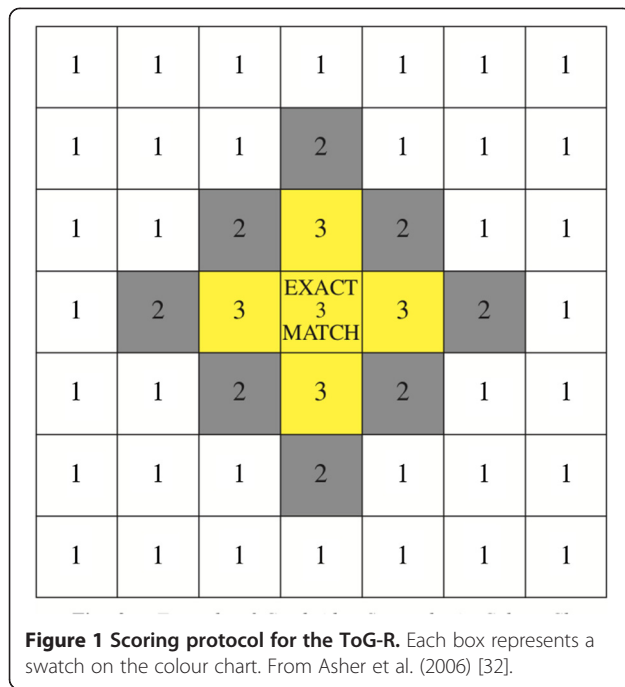 1 1 1 1 1 1 1
1 1 1 2 1 1 1
1 1 2 3 2 1 1
1 2 3 EXACT 3 MATCH 3 2 1
1 1 2 3 2 1 1
1 1 1 2 1 1 1
1 1 1 1 1 1 1
Figure 1 Scoring protocol for the ToG-R. Each box represents a
swatch on the colour chart. From Asher et al. (2006) [32].